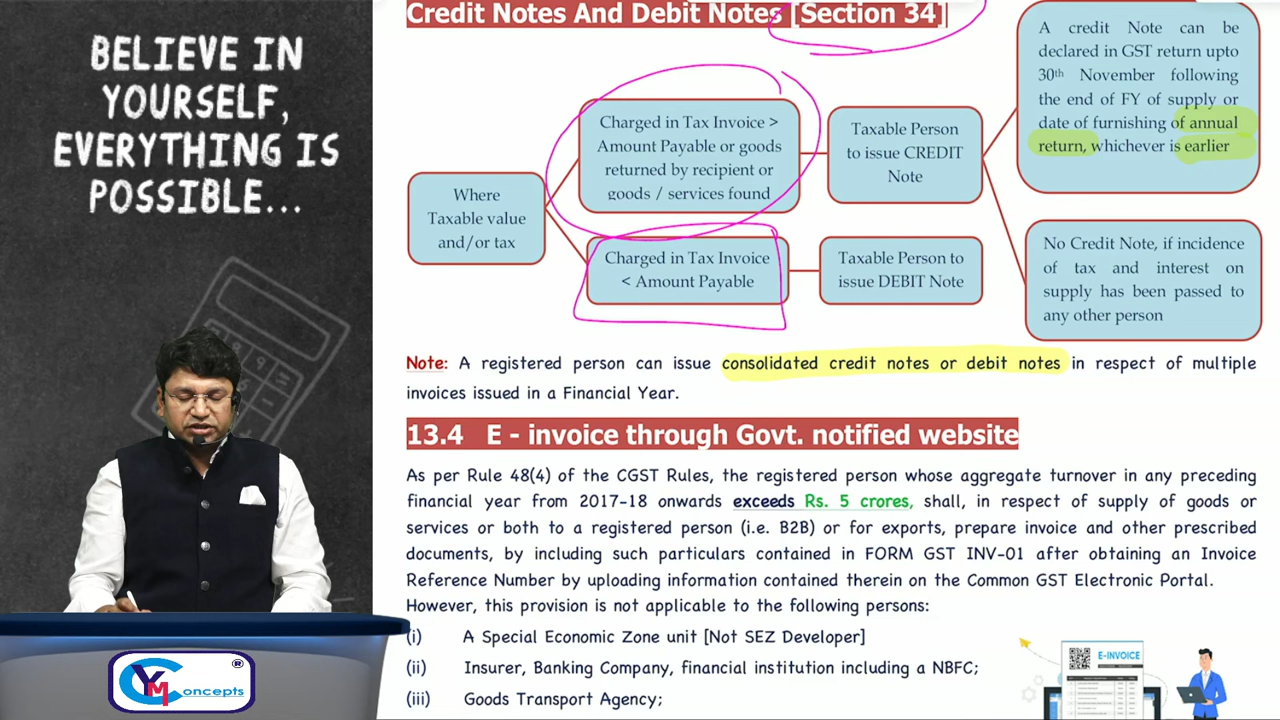 BELIEVE IN
YOURSELF,
EVERYTHING IS
POSSIBLE...
Credit Notes And Debit Notes [Section 34]
Where
Taxable value
and/or tax
Charged in Tax Invoice >
Amount Payable or goods
returned by recipient or
goods / services found
Taxable Person
to issue CREDIT
Note
A credit Note can be
declared in GST return upto
30th November following
the end of FY of supply or
date of furnishing of annual
return, whichever is earlier
Charged in Tax Invoice
< Amount Payable
Taxable Person to
issue DEBIT Note
No Credit Note, if incidence
of tax and interest on
supply has been passed to
any other person
Note: A registered person can issue consolidated credit notes or debit notes in respect of multiple
invoices issued in a Financial Year.
13.4 E - invoice through Govt. notified website
As per Rule 48(4) of the CGST Rules, the registered person whose aggregate turnover in any preceding
financial year from 2017-18 onwards exceeds Rs. 5 crores, shall, in respect of supply of goods or
services or both to a registered person (i.e. B2B) or for exports, prepare invoice and other prescribed
documents, by including such particulars contained in FORM GST INV-01 after obtaining an Invoice
Reference Number by uploading information contained therein on the Common GST Electronic Portal.
However, this provision is not applicable to the following persons:
(i) A Special Economic Zone unit [Not SEZ Developer]
(ii) Insurer, Banking Company, financial institution including a NBFC;
(iii) Goods Transport Agency;
E-INVOICE
YM Concepts ®